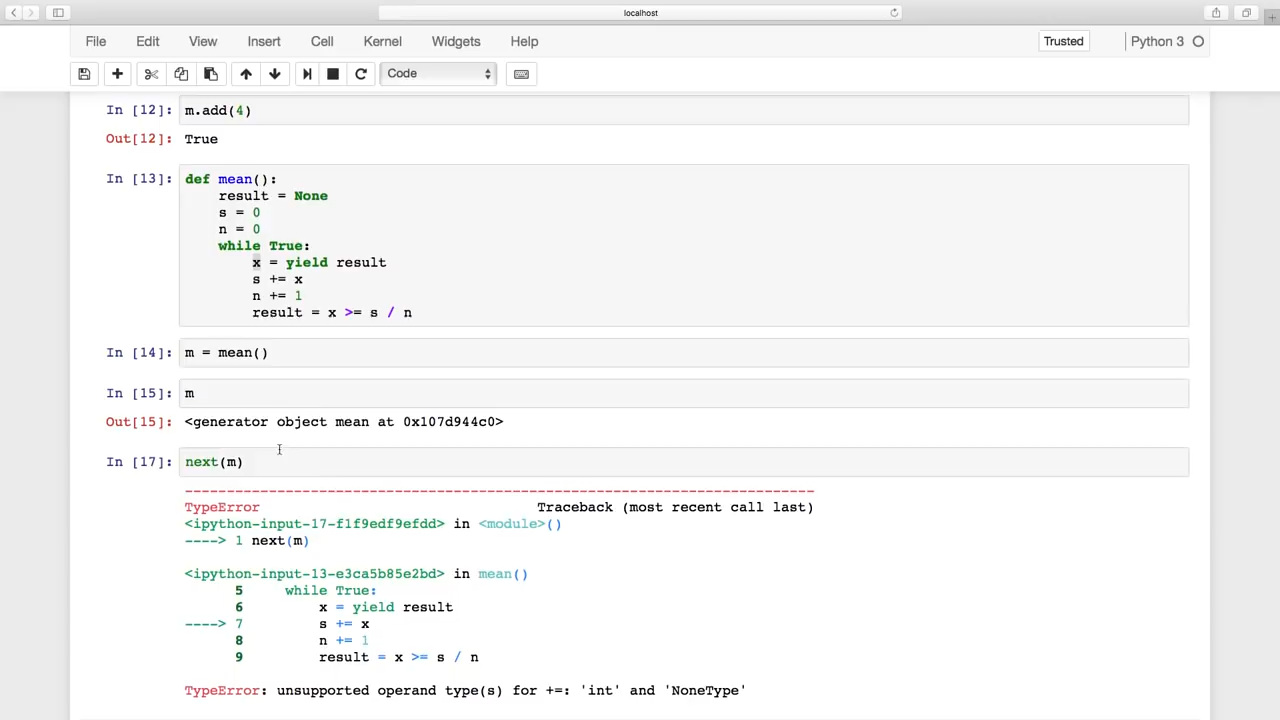 localhost
File Edit View Insert Cell Kernel Widgets Help Trusted Python 3
Code
In [12]: m.add(4)
Out[12]: True
In [13]: def mean():
result = None
s = 0
n = 0
while True:
x = yield result
s += x
n += 1
result = x >= s / n
In [14]: m = mean()
In [15]: m
Out[15]: <generator object mean at 0x107d944c0>
In [17]: next(m)
---------------------------------------------------------------------------
TypeError Traceback (most recent call last)
<ipython-input-17-f1f9edf9efdd> in <module>()
----> 1 next(m)
<ipython-input-13-e3ca5b85e2bd> in mean()
5 while True:
6 x = yield result
----> 7 s += x
8 n += 1
9 result = x >= s / n
TypeError: unsupported operand type(s) for +=: 'int' and 'NoneType'